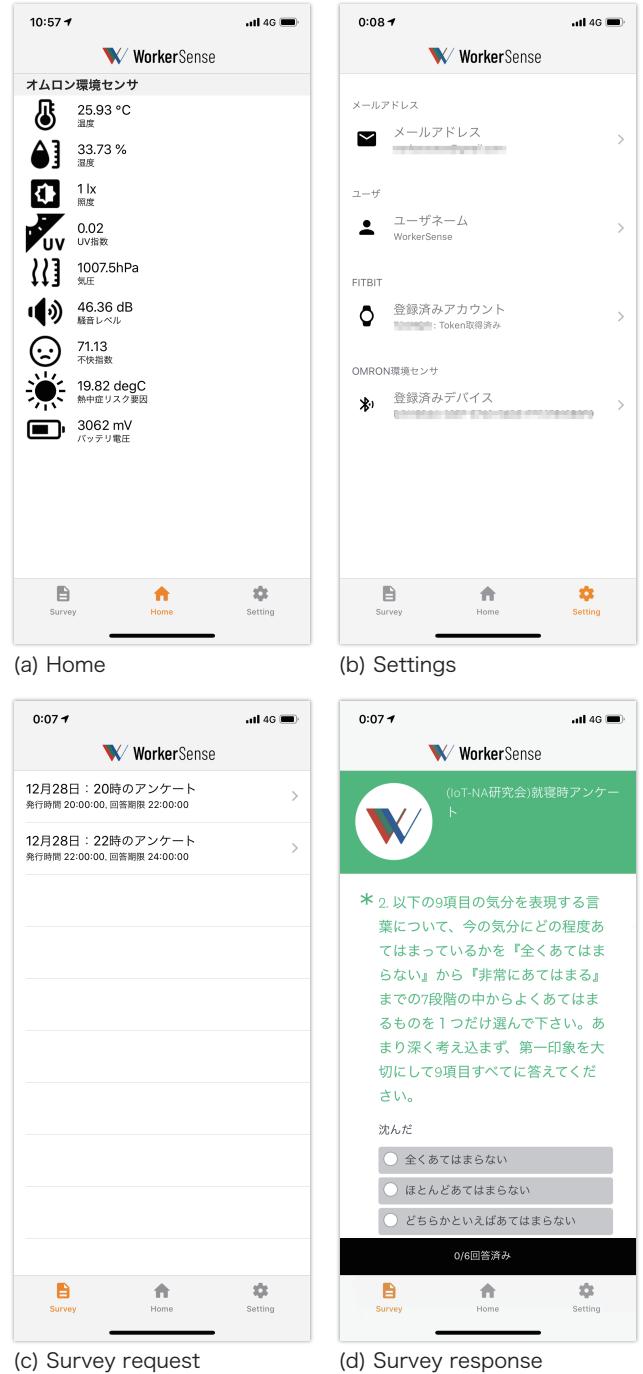 10:57
4G
WorkerSense
オムロン環境センサ
25.93 °C
温度
33.73 %
湿度
1 lx
照度
UV
0.02
UV指数
1007.5hPa
気圧
46.36 dB
騒音レベル
71.13
不快指数
19.82 degC
熱中症リスク要因
3062 mV
バッテリ電圧
Survey
Home
Setting
(a) Home
0:08
4G
WorkerSense
メールアドレス
メールアドレス
ユーザ
ユーザネーム
WorkerSense
FITBIT
登録済みアカウント
: Token取得済み
OMRON環境センサ
登録済みデバイス
Survey
Home
Setting
(b) Settings
0:07
4G
WorkerSense
12月28日：20時のアンケート
発行時間 20:00:00, 回答期限 22:00:00
12月28日：22時のアンケート
発行時間 22:00:00, 回答期限 24:00:00
Survey
Home
Setting
(c) Survey request
0:07
4G
WorkerSense
(IoT-NA研究会)就寝時アンケー
ト
* 2. 以下の9項目の気分を表現する言
葉について、今の気分にどの程度あ
てはまっているかを『全くあてはま
らない』から『非常にあてはまる』
までの7段階の中からよくあてはま
るものを１つだけ選んで下さい。あ
まり深く考え込まず、第一印象を大
切にして9項目すべてに答えてくだ
さい。
沈んだ
全くあてはまらない
ほとんどあてはまらない
どちらかといえばあてはまらない
0/6回答済み
Survey
Home
Setting
(d) Survey response